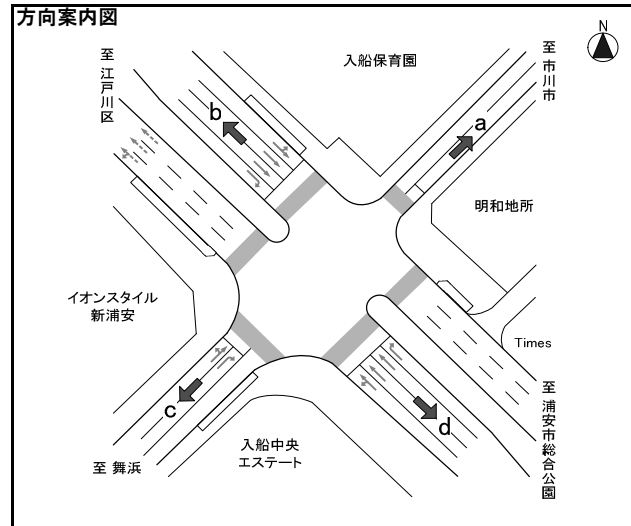 方向案内図
N
入船保育園
至 江戸川区
至 市川市
b
a
明和地所
イオンスタイル
新浦安
Times
c
d
至 舞浜
入船中央
エステート
至 浦安市総合公園